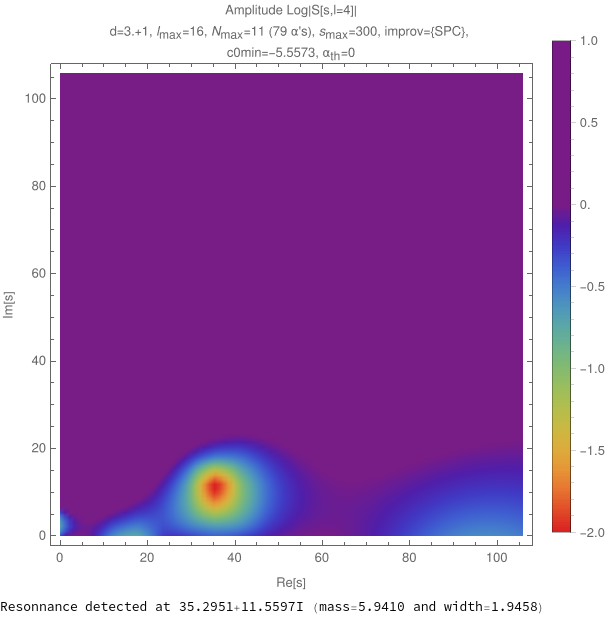 Amplitude Log|S[s,l=4]|
d=3.+1, lmax=16, Nmax=11 (79 α's), smax=300, improv={SPC},
c0min=−5.5573, αth=0
1.0
0.5
0.
−0.5
−1.0
−1.5
−2.0
100
80
60
40
20
0
Im[s]
0 20 40 60 80 100
Re[s]
Resonnance detected at 35.2951+11.5597I (mass=5.9410 and width=1.9458)